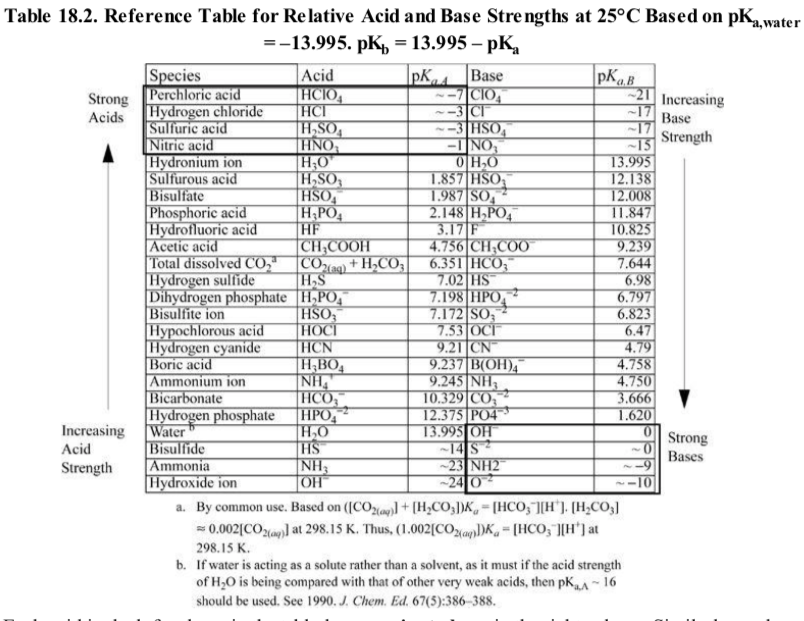 Table 18.2. Reference Table for Relative Acid and Base Strengths at 25°C Based on pKa,water
= –13.995. pKb = 13.995 – pKa
Species Acid pKa,A Base pKa,B
Strong Acids
Increasing Acid Strength
Perchloric acid HClO₄ ~-7 ClO₄⁻ ~21
Hydrogen chloride HCl ~-3 Cl⁻ ~17
Sulfuric acid H₂SO₄ ~-3 HSO₄⁻ ~17
Nitric acid HNO₃ -1 NO₃⁻ ~15
Hydronium ion H₃O⁺ 0 H₂O 13.995
Sulfurous acid H₂SO₃ 1.857 HSO₃⁻ 12.138
Bisulfate HSO₄⁻ 1.987 SO₄⁻² 12.008
Phosphoric acid H₃PO₄ 2.148 H₂PO₄⁻ 11.847
Hydrofluoric acid HF 3.17 F⁻ 10.825
Acetic acid CH₃COOH 4.756 CH₃COO⁻ 9.239
Total dissolved CO₂ᵃ CO₂(aq) + H₂CO₃ 6.351 HCO₃⁻ 7.644
Hydrogen sulfide H₂S 7.02 HS⁻ 6.98
Dihydrogen phosphate H₂PO₄⁻ 7.198 HPO₄⁻² 6.797
Bisulfite ion HSO₃⁻ 7.172 SO₃⁻² 6.823
Hypochlorous acid HOCl 7.53 OCl⁻ 6.47
Hydrogen cyanide HCN 9.21 CN⁻ 4.79
Boric acid H₃BO₄ 9.237 B(OH)₄⁻ 4.758
Ammonium ion NH₄⁺ 9.245 NH₃ 4.750
Bicarbonate HCO₃⁻ 10.329 CO₃⁻² 3.666
Hydrogen phosphate HPO₄⁻² 12.375 PO4⁻³ 1.620
Water ᵇ H₂O 13.995 OH⁻ 0
Bisulfide HS⁻ ~14 S⁻² ~0
Ammonia NH₃ ~23 NH2⁻ ~-9
Hydroxide ion OH⁻ ~24 O⁻² ~-10
Increasing Base Strength
Strong Bases
a. By common use. Based on ([CO₂(aq)] + [H₂CO₃])Kₐ = [HCO₃⁻][H⁺]. [H₂CO₃]
≈ 0.002[CO₂(aq)] at 298.15 K. Thus, (1.002[CO₂(aq)])Kₐ = [HCO₃⁻][H⁺] at
298.15 K.
b. If water is acting as a solute rather than a solvent, as it must if the acid strength
of H₂O is being compared with that of other very weak acids, then pKa,A ~ 16
should be used. See 1990. J. Chem. Ed. 67(5):386–388.